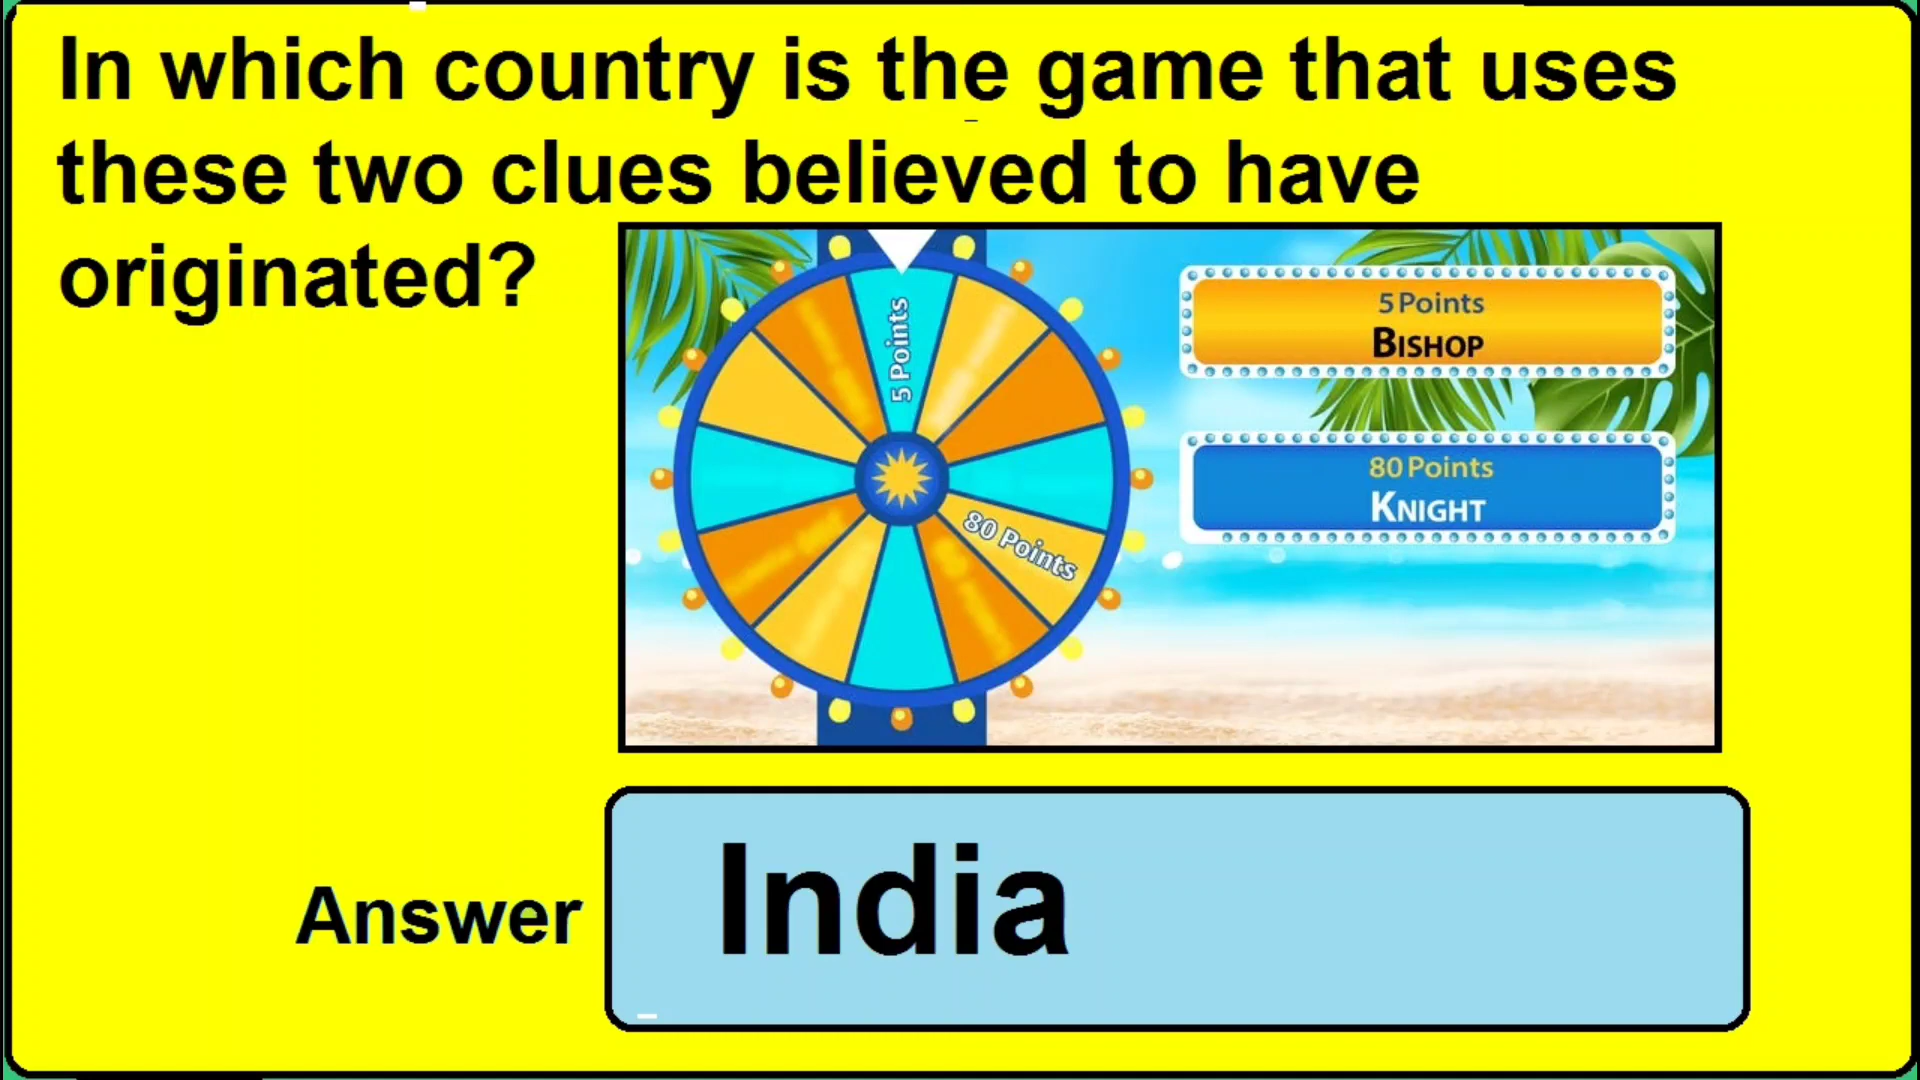 In which country is the game that uses
these two clues believed to have
originated?
5 Points
80 Points
5 Points
BISHOP
80 Points
KNIGHT
Answer
India